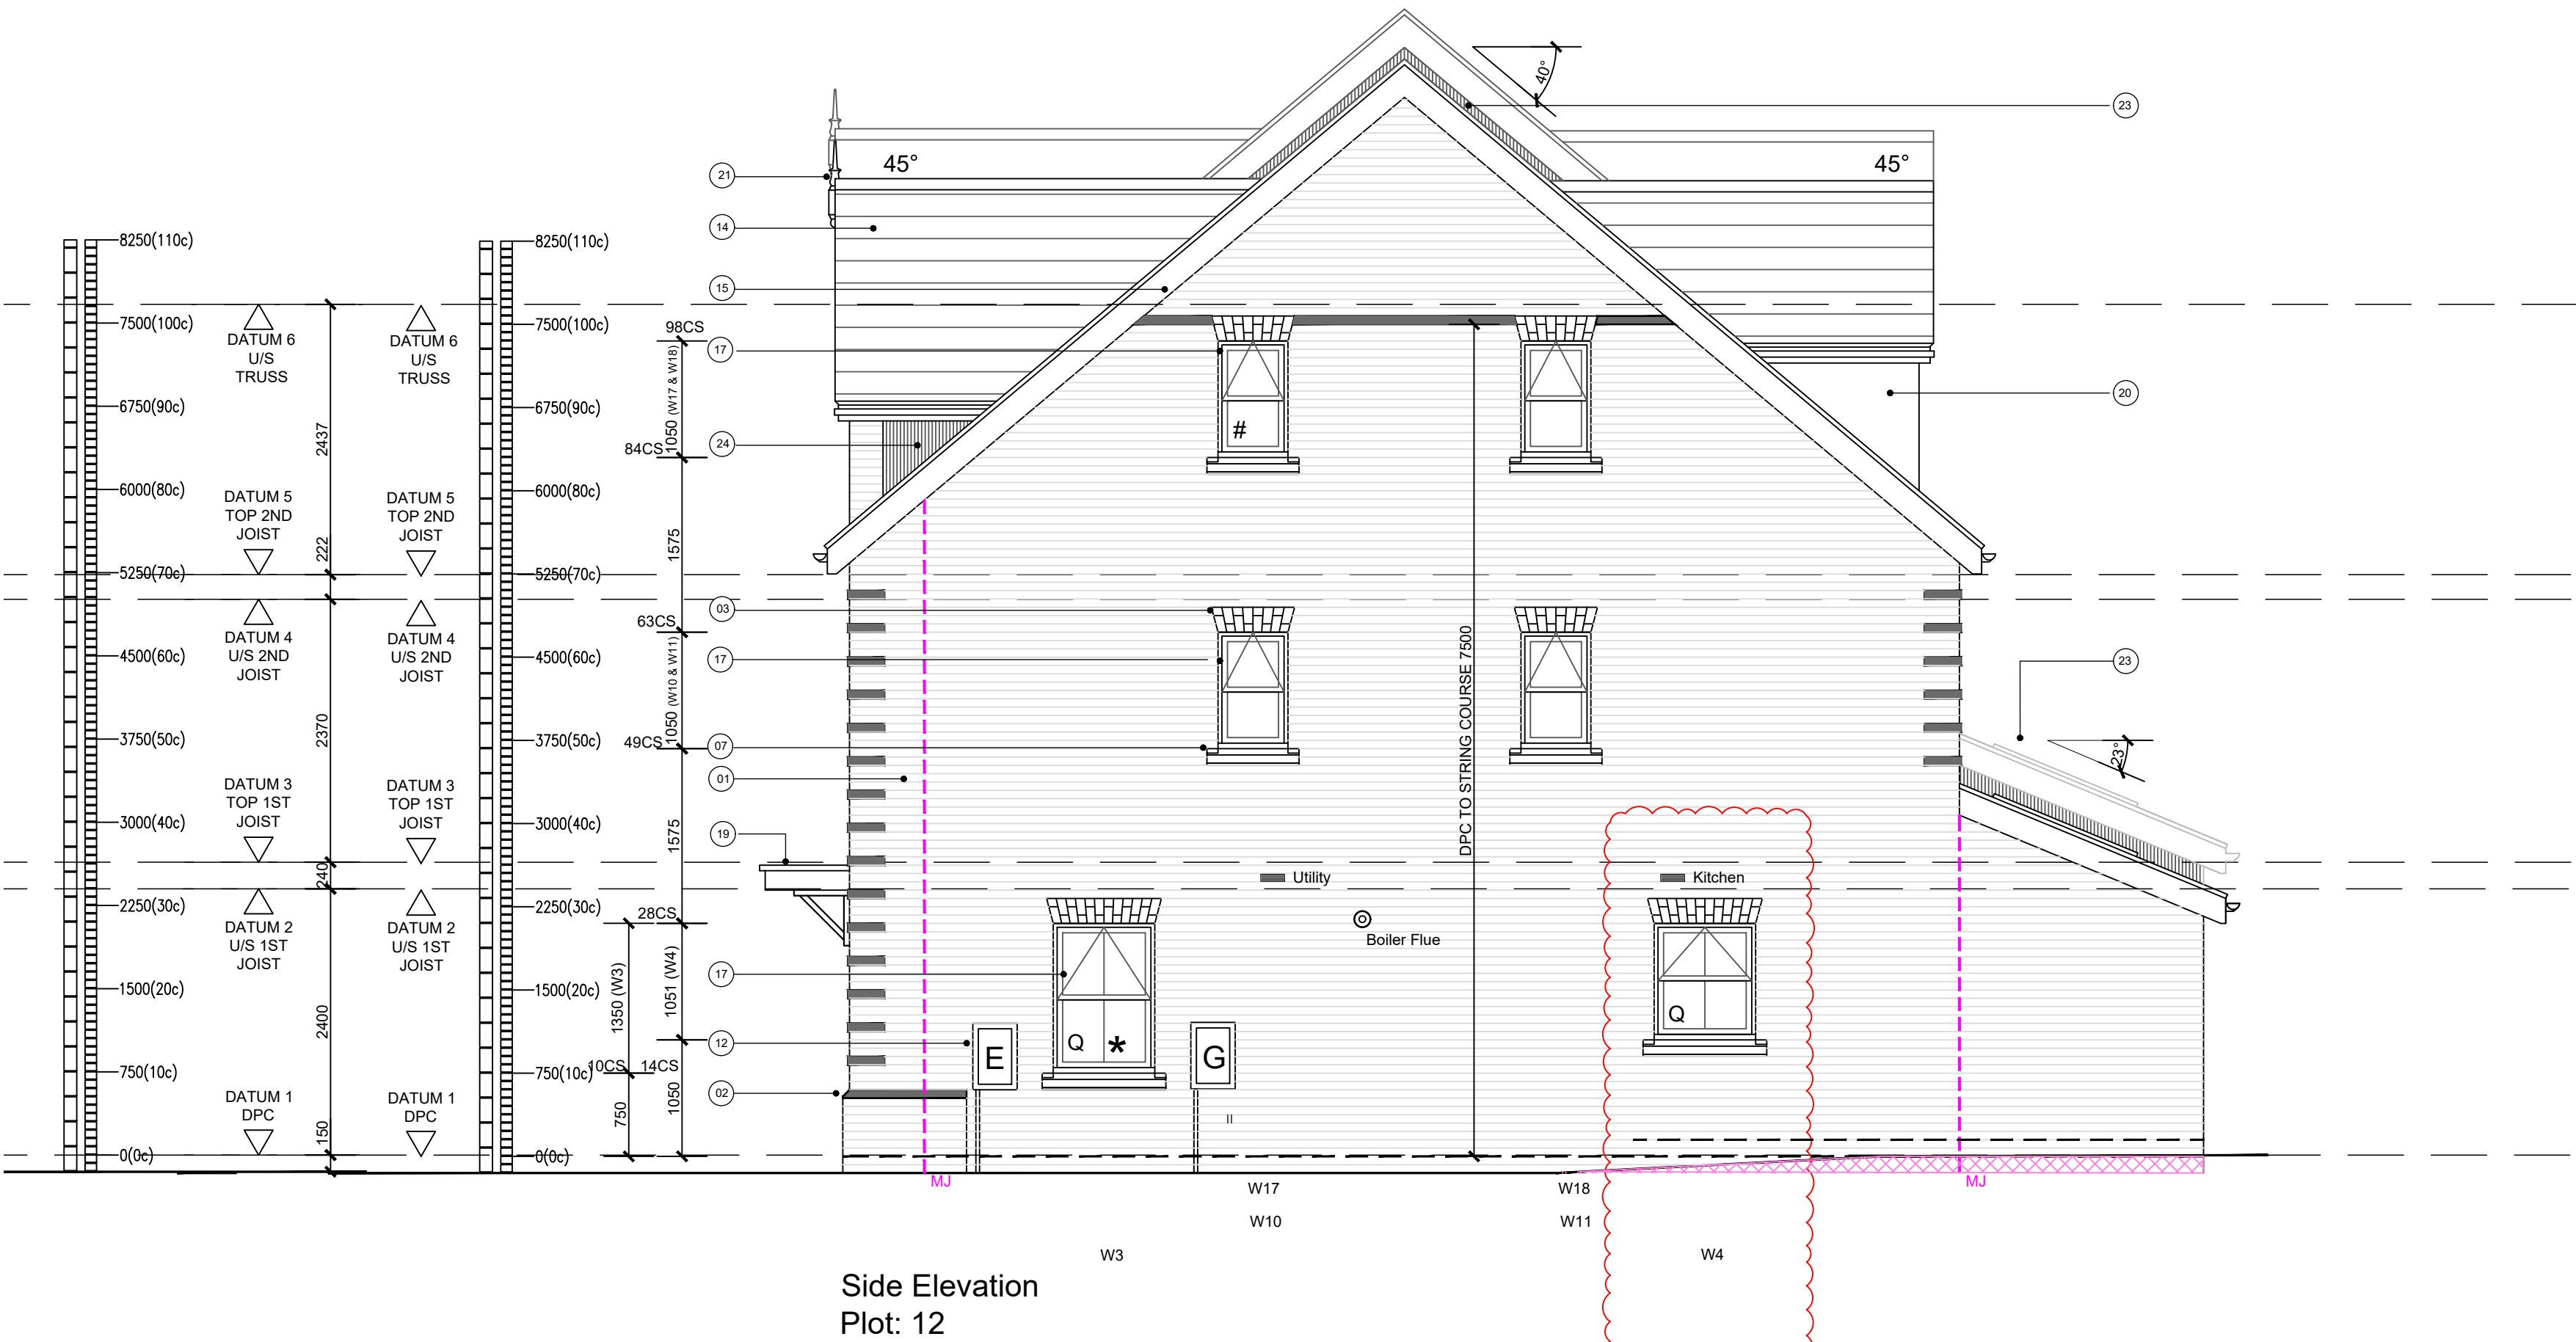 40°
23
45°
45°
21
14
8250(110c)
8250(110c)
15
7500(100c)
DATUM 6
U/S
TRUSS
DATUM 6
U/S
TRUSS
7500(100c)
98CS
17
1050 (W17 & W18)
6750(90c)
6750(90c)
20
2437
84CS
24
#
6000(80c)
DATUM 5
TOP 2ND
JOIST
DATUM 5
TOP 2ND
JOIST
6000(80c)
222
1575
5250(70c)
5250(70c)
03
63CS
DATUM 4
U/S 2ND
JOIST
DATUM 4
U/S 2ND
JOIST
4500(60c)
4500(60c)
17
23
1050 (W10 & W11)
DPC TO STRING COURSE 7500
2370
3750(50c)
3750(50c)
49CS
07
23°
01
DATUM 3
TOP 1ST
JOIST
DATUM 3
TOP 1ST
JOIST
3000(40c)
3000(40c)
1575
19
240
Utility
Kitchen
2250(30c)
2250(30c)
28CS
DATUM 2
U/S 1ST
JOIST
DATUM 2
U/S 1ST
JOIST
Boiler Flue
17
1500(20c)
1500(20c)
1350 (W3)
1051 (W4)
2400
12
E
Q
*
G
Q
750(10c)
750(10c)
10CS
14CS
02
DATUM 1
DPC
DATUM 1
DPC
750
1050
150
0(0c)
0(0c)
MJ
W17
W18
MJ
W10
W11
W3
W4
Side Elevation
Plot: 12